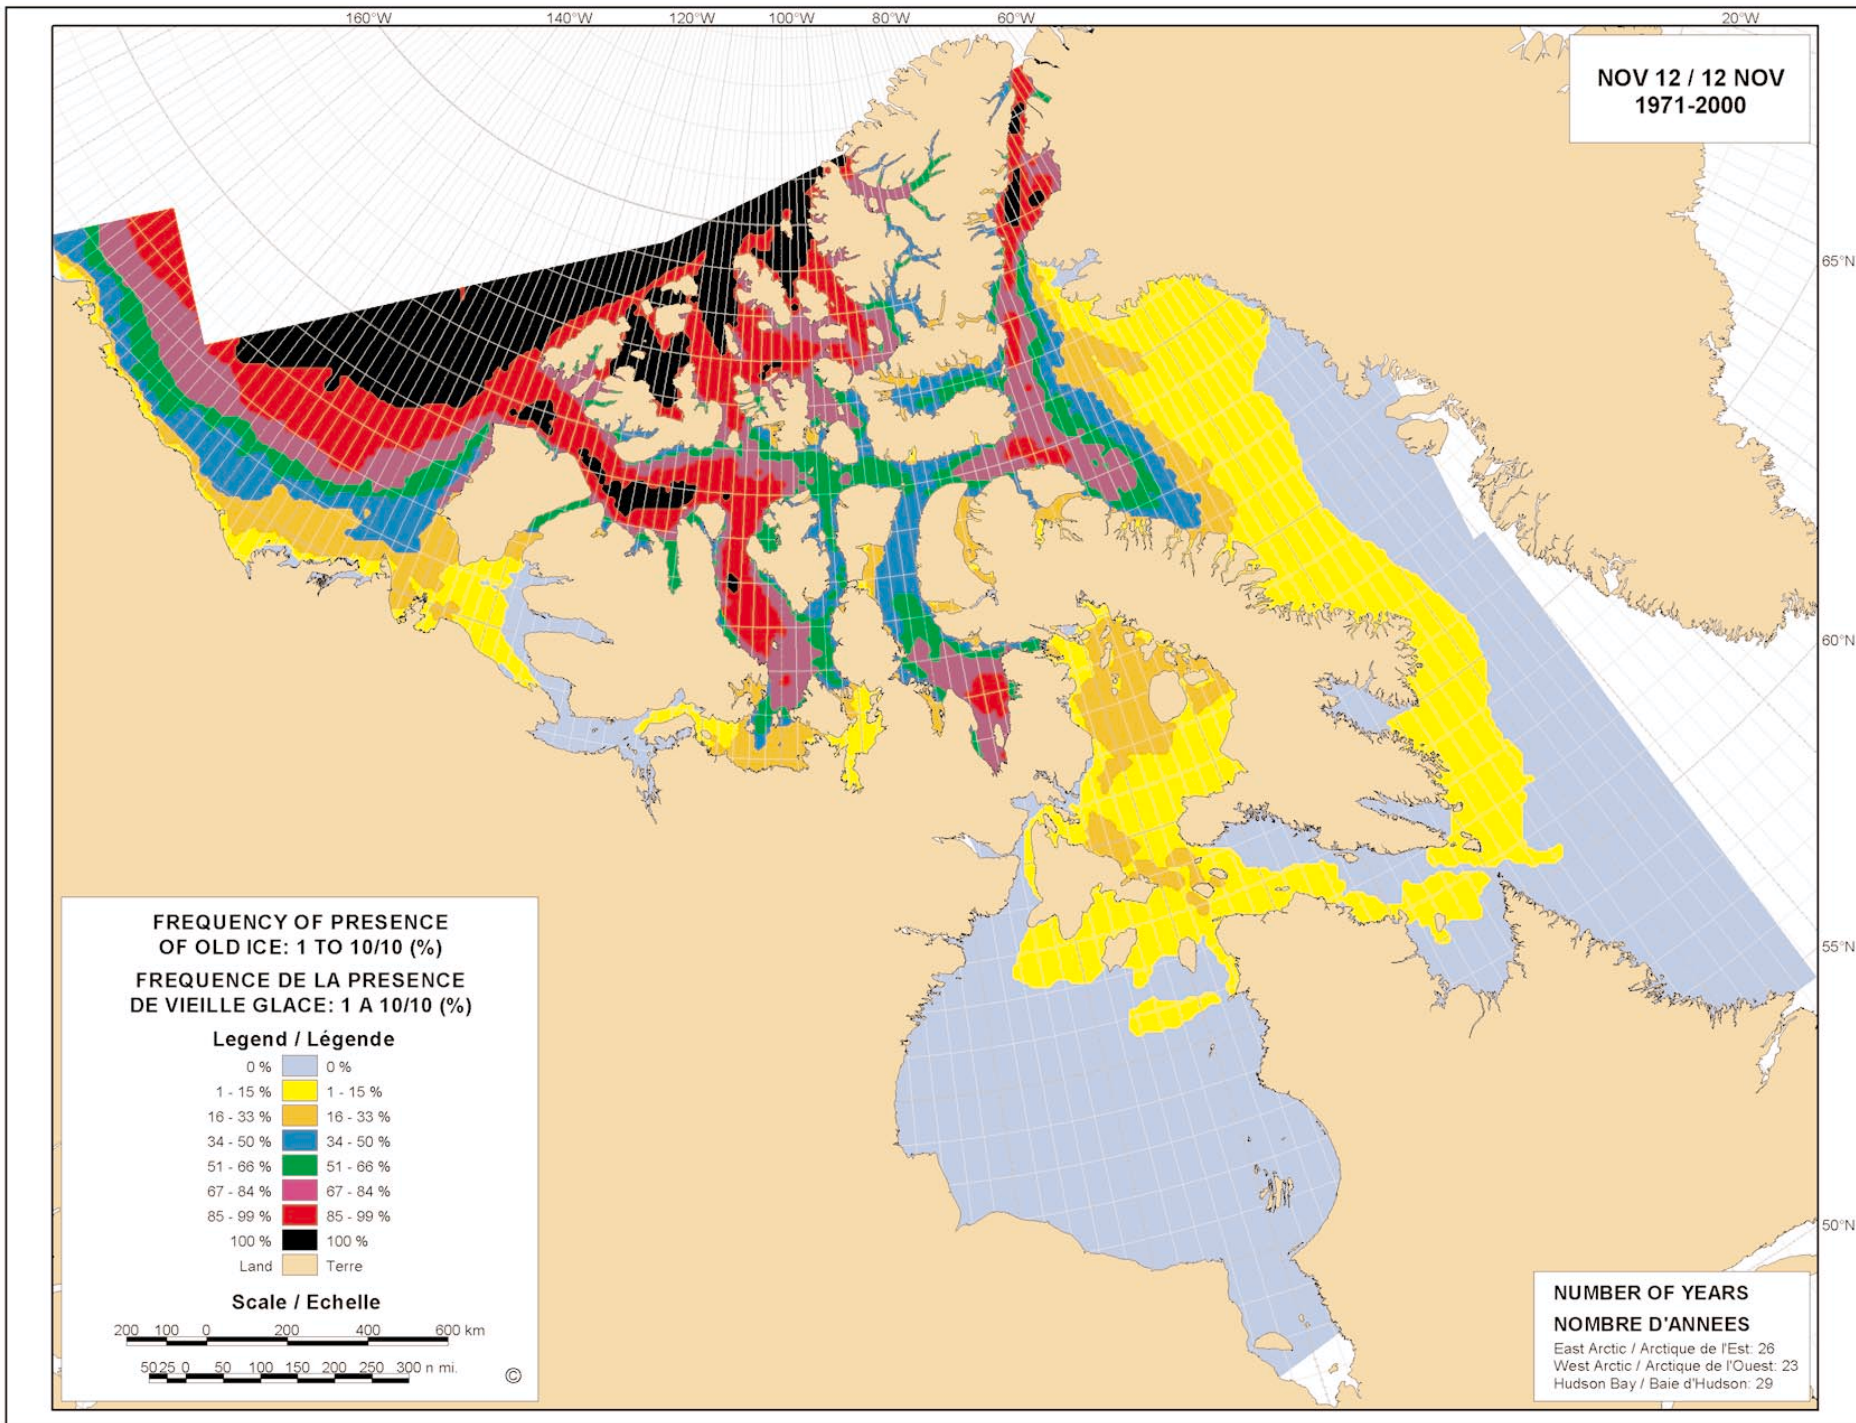 160°W 140°W 120°W 100°W 80°W 60°W 20°W
NOV 12 / 12 NOV
1971-2000
65°N
60°N
55°N
50°N
FREQUENCY OF PRESENCE
OF OLD ICE: 1 TO 10/10 (%)
FREQUENCE DE LA PRESENCE
DE VIEILLE GLACE: 1 A 10/10 (%)
Legend / Légende
0 % 0 %
1 - 15 % 1 - 15 %
16 - 33 % 16 - 33 %
34 - 50 % 34 - 50 %
51 - 66 % 51 - 66 %
67 - 84 % 67 - 84 %
85 - 99 % 85 - 99 %
100 % 100 %
Land Terre
Scale / Echelle
200 100 0 200 400 600 km
50 25 0 50 100 150 200 250 300 n mi.
©
NUMBER OF YEARS
NOMBRE D'ANNEES
East Arctic / Arctique de l'Est: 26
West Arctic / Arctique de l'Ouest: 23
Hudson Bay / Baie d'Hudson: 29